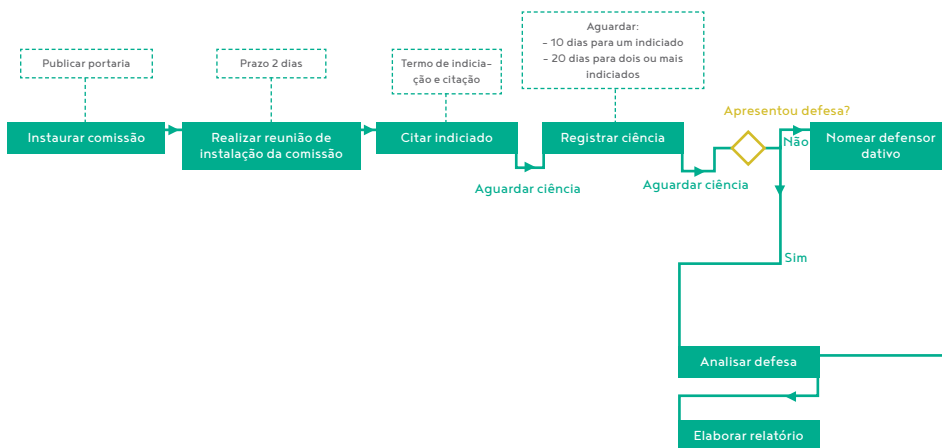 Publicar portaria
Prazo 2 dias
Termo de indicia-
ção e citação
Aguardar:
- 10 dias para um indiciado
- 20 dias para dois ou mais
indiciados
Apresentou defesa?
Instaurar comissão
Realizar reunião de
instalação da comissão
Citar indiciado
Registrar ciência
Não
Nomear defensor
dativo
Aguardar ciência
Aguardar ciência
Sim
Analisar defesa
Elaborar relatório